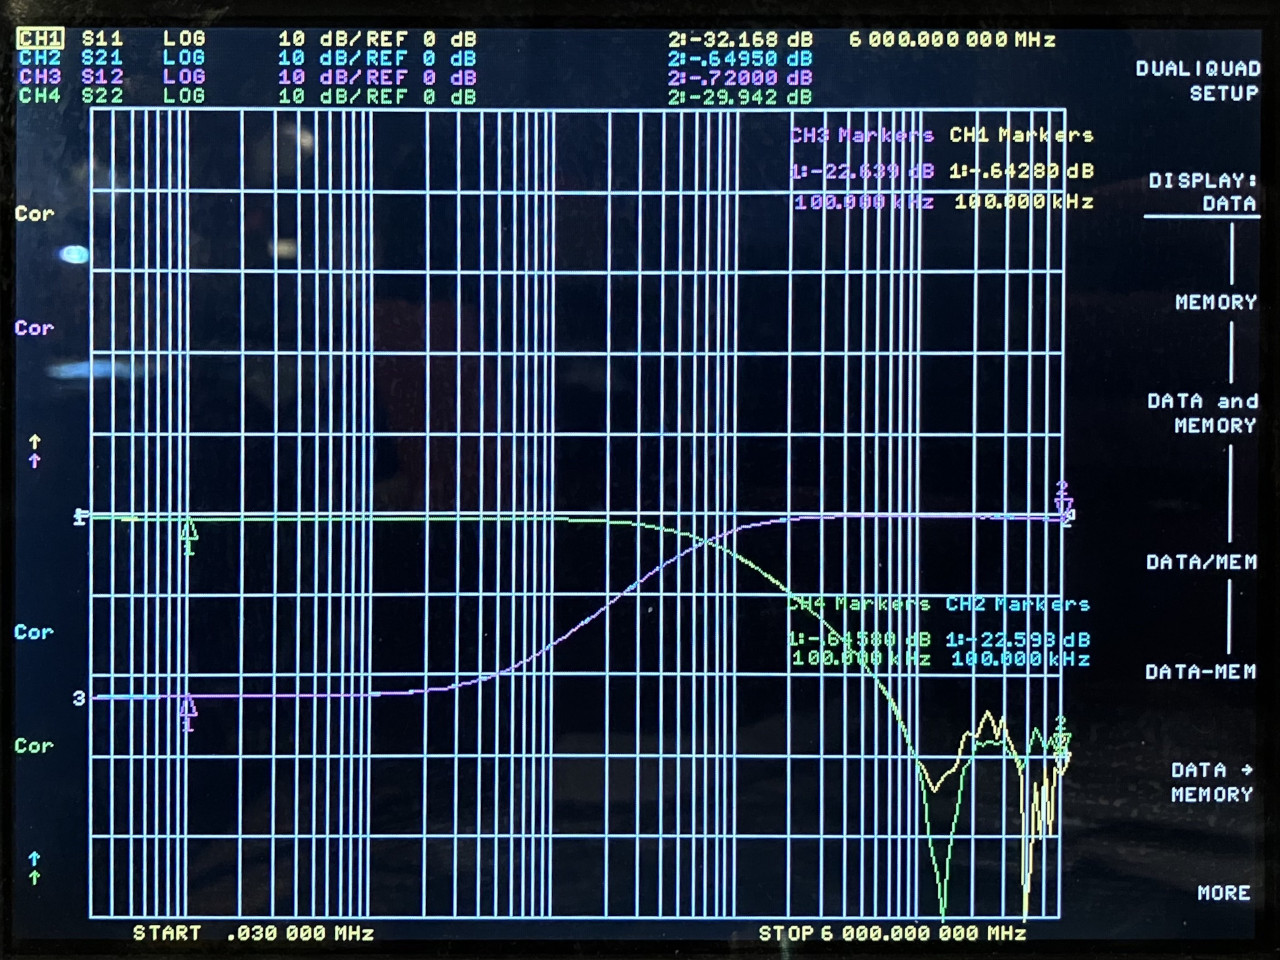 CH1 S11 LOG 10 dB/REF 0 dB 2:-32.168 dB 6 000.000 000 MHz
CH2 S21 LOG 10 dB/REF 0 dB 2:-.64950 dB
CH3 S12 LOG 10 dB/REF 0 dB 2:-.72000 dB
CH4 S22 LOG 10 dB/REF 0 dB 2:-29.942 dB
DUAL|QUAD
SETUP
CH3 Markers CH1 Markers
1:-22.639 dB 1:-.64280 dB
100.000 kHz 100.000 kHz
DISPLAY:
DATA
Cor
MEMORY
Cor
DATA and
MEMORY
↑
↑
2
1
2
1
DATA/MEM
CH4 Markers CH2 Markers
1:-.61580 dB 1:-22.593 dB
100.000 kHz 100.000 kHz
Cor
DATA-MEM
3
1
2
Cor
DATA →
MEMORY
↑
↑
MORE
START .030 000 MHz STOP 6 000.000 000 MHz